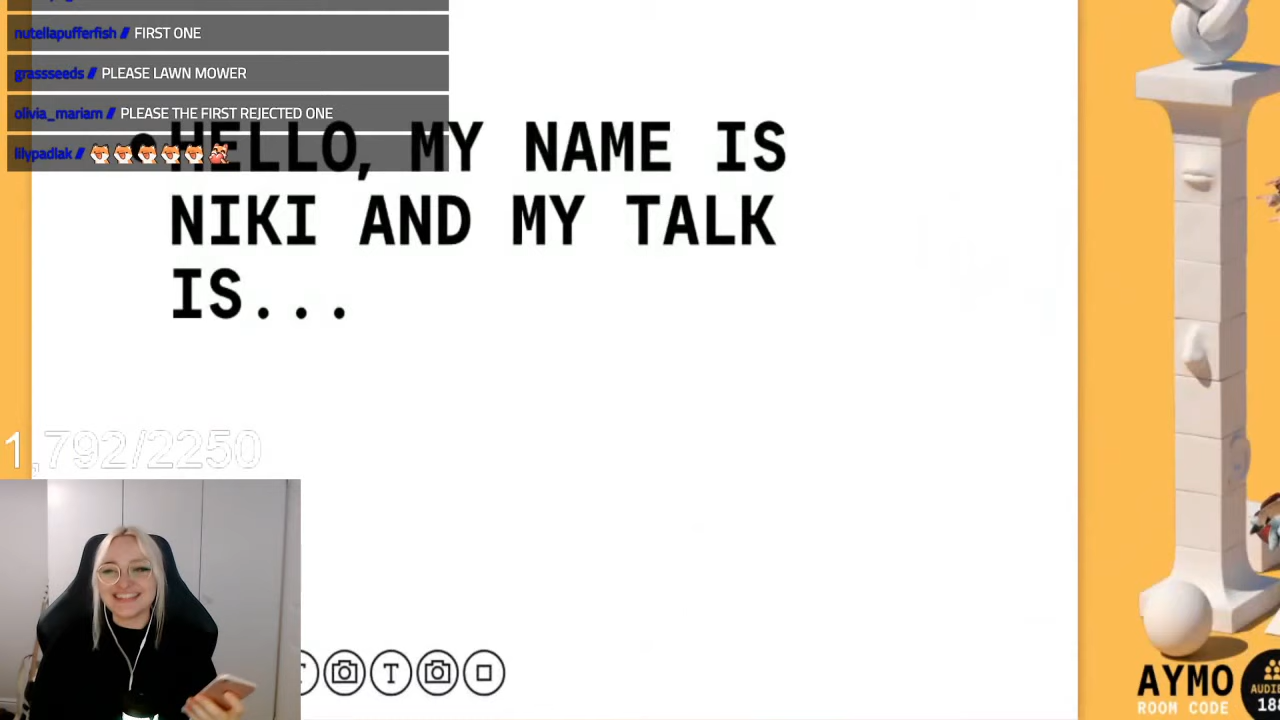 nutellapufferfish // FIRST ONE
grassseeds // PLEASE LAWN MOWER
olivia_mariam // PLEASE THE FIRST REJECTED ONE
lilypadlak //
HELLO, MY NAME IS
NIKI AND MY TALK
IS...
1,792/2250
T
AYMO
ROOM CODE